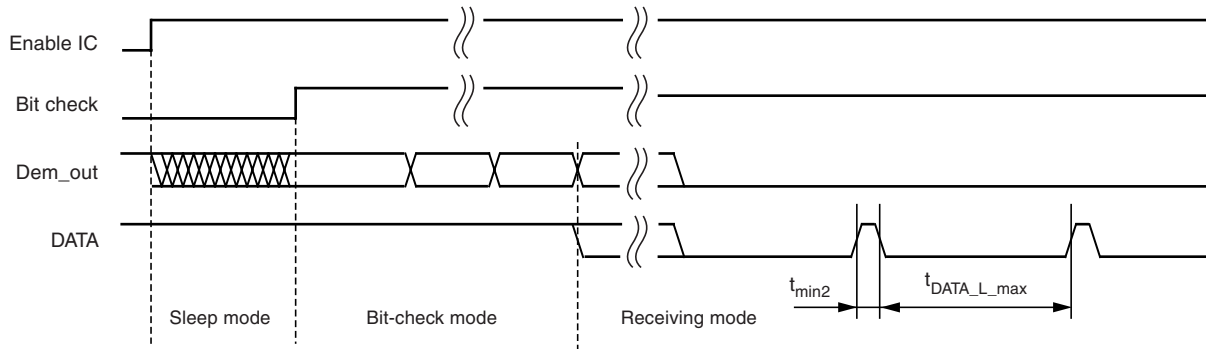 Enable IC
Bit check
Dem_out
DATA
t_min2
t_DATA_L_max
Sleep mode
Bit-check mode
Receiving mode